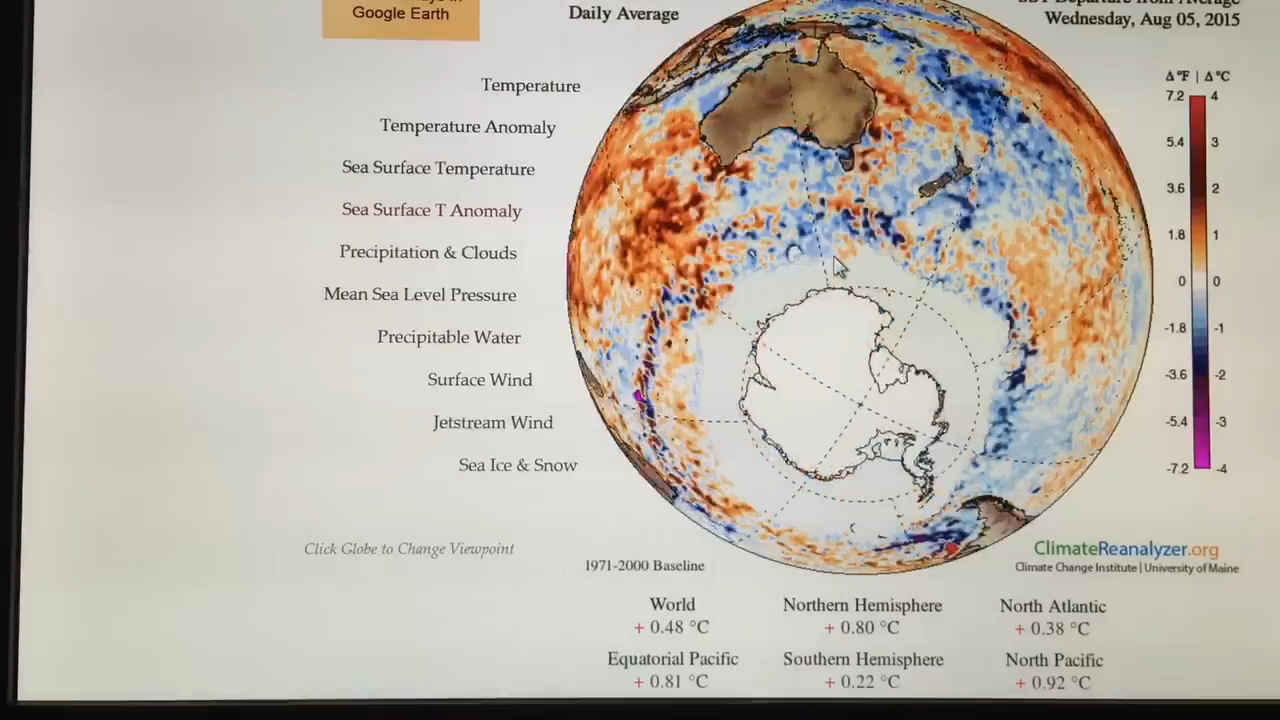 Google Earth
Daily Average
SST Departure from Average
Wednesday, Aug 05, 2015
Temperature
Temperature Anomaly
Sea Surface Temperature
Sea Surface T Anomaly
Precipitation & Clouds
Mean Sea Level Pressure
Precipitable Water
Surface Wind
Jetstream Wind
Sea Ice & Snow
Click Globe to Change Viewpoint
Δ°F | Δ°C
7.2 4
5.4 3
3.6 2
1.8 1
0 0
-1.8 -1
-3.6 -2
-5.4 -3
-7.2 -4
ClimateReanalyzer.org
Climate Change Institute | University of Maine
1971-2000 Baseline
World
+ 0.48 °C
Northern Hemisphere
+ 0.80 °C
North Atlantic
+ 0.38 °C
Equatorial Pacific
+ 0.81 °C
Southern Hemisphere
+ 0.22 °C
North Pacific
+ 0.92 °C